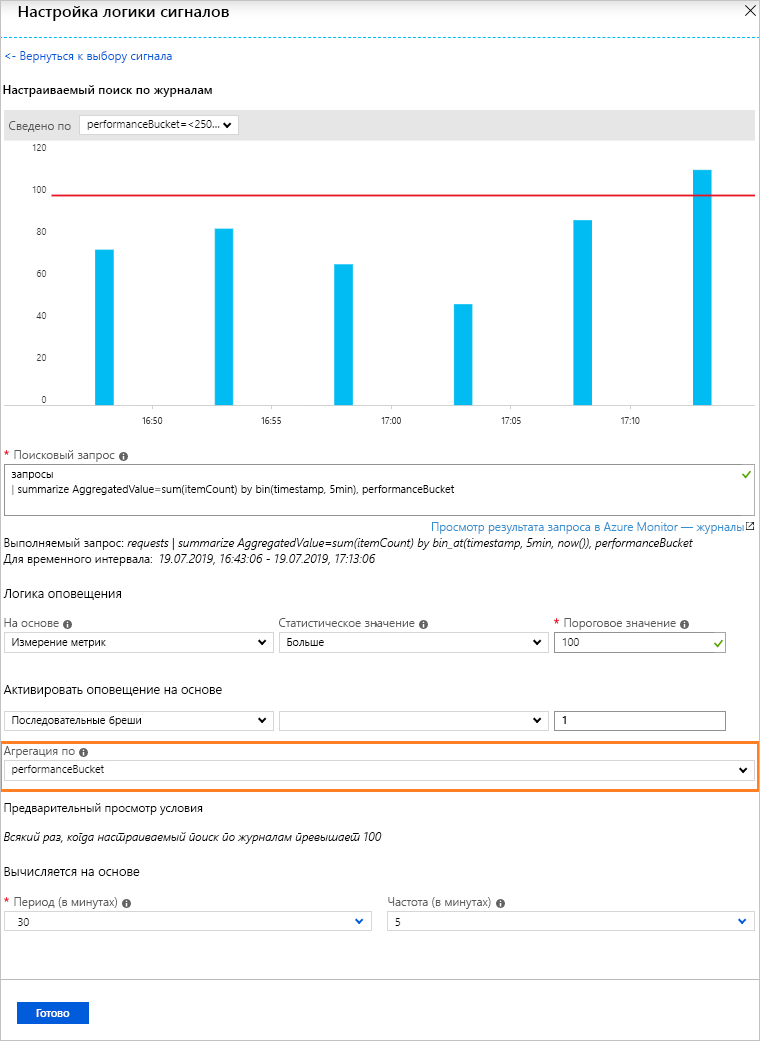 Настройка логики сигналов
<- Вернуться к выбору сигнала
Настраиваемый поиск по журналам
Сведено по performanceBucket=<250...
120
100
80
60
40
20
0
16:50 16:55 17:00 17:05 17:10
* Поисковый запрос
запросы
| summarize AggregatedValue=sum(itemCount) by bin(timestamp, 5min), performanceBucket
Просмотр результата запроса в Azure Monitor — журналы
Выполняемый запрос: requests | summarize AggregatedValue=sum(itemCount) by bin_at(timestamp, 5min, now()), performanceBucket
Для временного интервала: 19.07.2019, 16:43:06 - 19.07.2019, 17:13:06
Логика оповещения
На основе Статистическое значение * Пороговое значение
Измерение метрик Больше 100
Активировать оповещение на основе
Последовательные бреши 1
Агрегация по
performanceBucket
Предварительный просмотр условия
Всякий раз, когда настраиваемый поиск по журналам превышает 100
Вычисляется на основе
* Период (в минутах) Частота (в минутах)
30 5
Готово